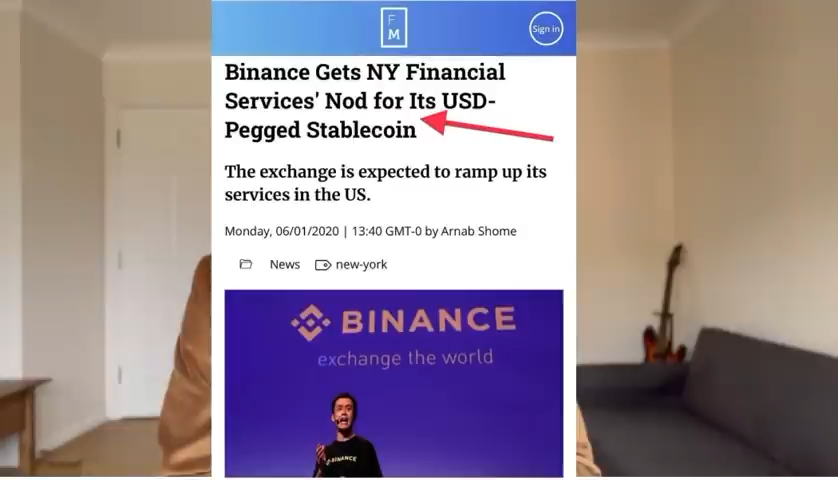 F
M
Sign in
Binance Gets NY Financial
Services' Nod for Its USD-
Pegged Stablecoin
The exchange is expected to ramp up its
services in the US.
Monday, 06/01/2020 | 13:40 GMT-0 by Arnab Shome
News
new-york
BINANCE
exchange the world
BINANCE